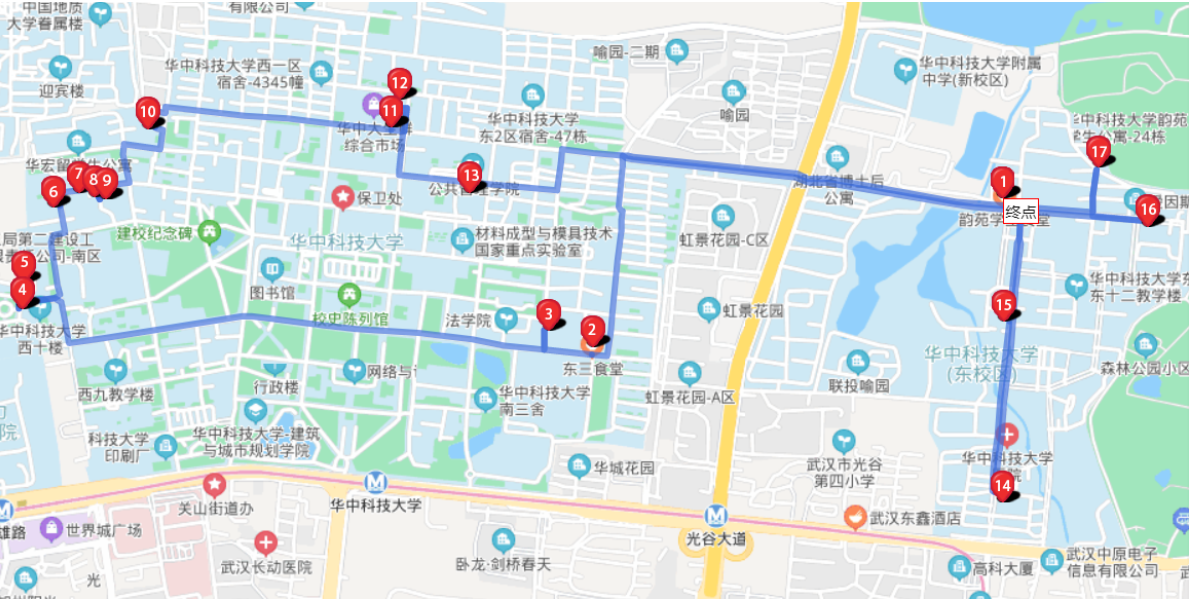 中国地质
大学眷属楼
有限公司
迎宾楼
华中科技大学西一区
宿舍-4345幢
12
11
10
华中大
综合市场
华中科技大学
东2区宿舍-47栋
喻园-二期
喻园
华中科技大学附属
中学(新校区)
华中科技大学韵苑
学生公寓-24栋
17
华宏留学生公寓
7
8
9
6
保卫处
13
公共管理学院
湖北省博士后
公寓
1
终点
韵苑学生食堂
16
建校纪念碑
华中科技大学
材料成型与模具技术
国家重点实验室
虹景花园-C区
局第二建设工
公司-南区
5
4
图书馆
校史陈列馆
法学院
3
2
东三食堂
虹景花园
15
华中科技大学东
东十二教学楼
华中科技大学
西十楼
西九教学楼
行政楼
网络与
华中科技大学
南三舍
虹景花园-A区
联投喻园
华中科技大学
(东校区)
森林公园小区
院
科技大学
印刷厂
华中科技大学-建筑
与城市规划学院
华城花园
武汉市光谷
第四小学
华中科技大学
院
14
关山街道办
华中科技大学
光谷大道
武汉东鑫酒店
雄路
世界城广场
武汉长动医院
卧龙·剑桥春天
高科大厦
武汉中原电子
信息有限公司
光